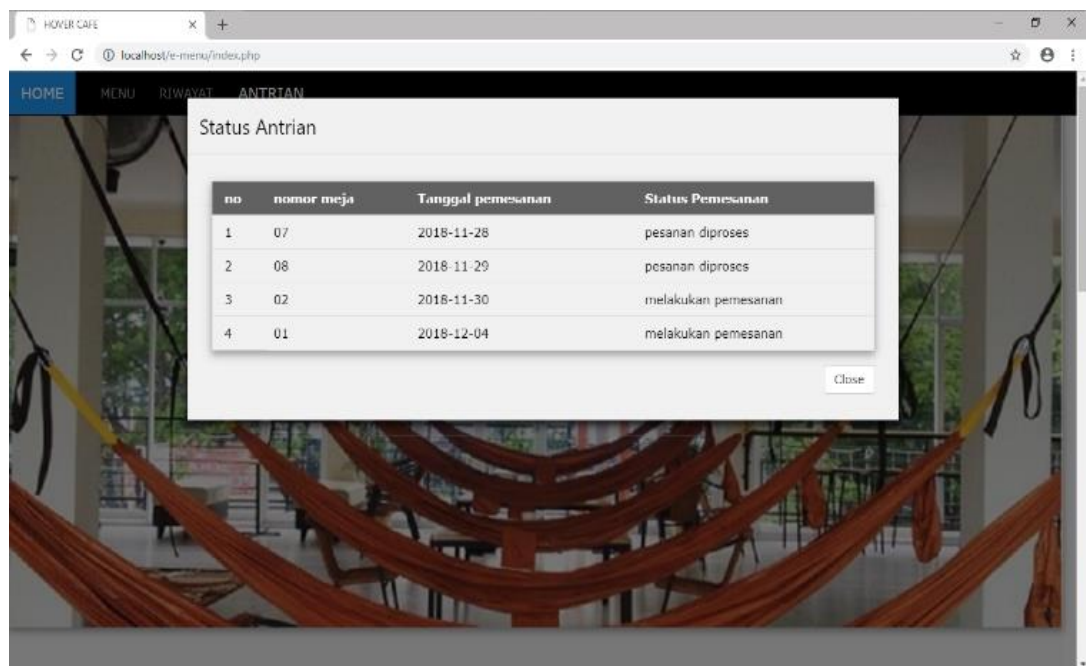 HOVER CAFE
localhost/e-menu/index.php
HOME MENU RIWAYAT ANTRIAN
Status Antrian
no nomor meja Tanggal pemesanan Status Pemesanan
1 07 2018-11-28 pesanan diproses
2 08 2018-11-29 pesanan diproses
3 02 2018-11-30 melakukan pemesanan
4 01 2018-12-04 melakukan pemesanan
Close